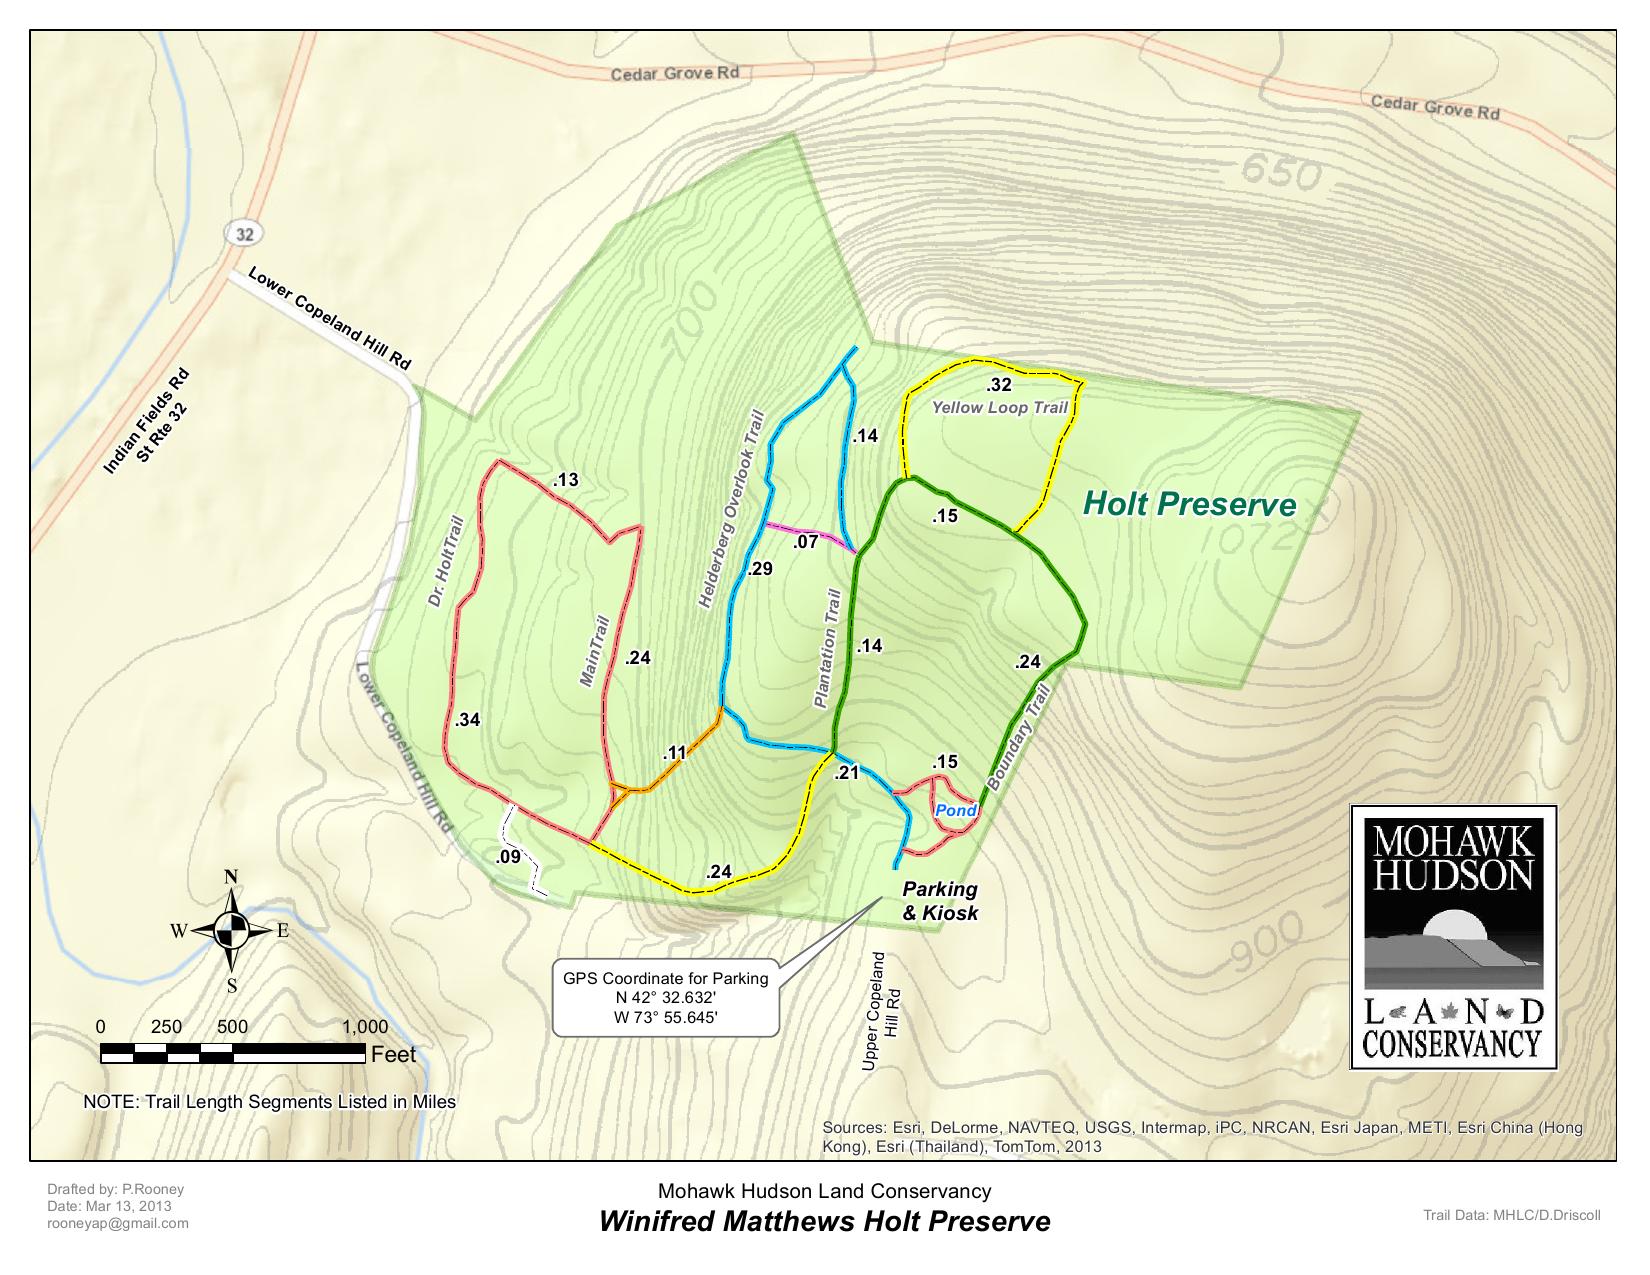 Cedar Grove Rd
Cedar Grove Rd
650
32
Lower Copeland Hill Rd
700
Indian Fields Rd
St Rte 32
.32
Yellow Loop Trail
.14
.13
Holt Preserve
.15
1072
Dr. HoltTrail
Helderberg Overlook Trail
.07
.29
Plantation Trail
.14
MainTrail
.24
.24
Lower Copeland Hill Rd
.34
Boundary Trail
.11
.21
.15
Pond
.09
.24
Parking
& Kiosk
900
MOHAWK
HUDSON
LAND
CONSERVANCY
N
W E
S
GPS Coordinate for Parking
N 42° 32.632'
W 73° 55.645'
Upper Copeland
Hill Rd
0 250 500 1,000
Feet
NOTE: Trail Length Segments Listed in Miles
Sources: Esri, DeLorme, NAVTEQ, USGS, Intermap, iPC, NRCAN, Esri Japan, METI, Esri China (Hong
Kong), Esri (Thailand), TomTom, 2013
Drafted by: P.Rooney
Date: Mar 13, 2013
rooneyap@gmail.com
Mohawk Hudson Land Conservancy
Winifred Matthews Holt Preserve
Trail Data: MHLC/D.Driscoll